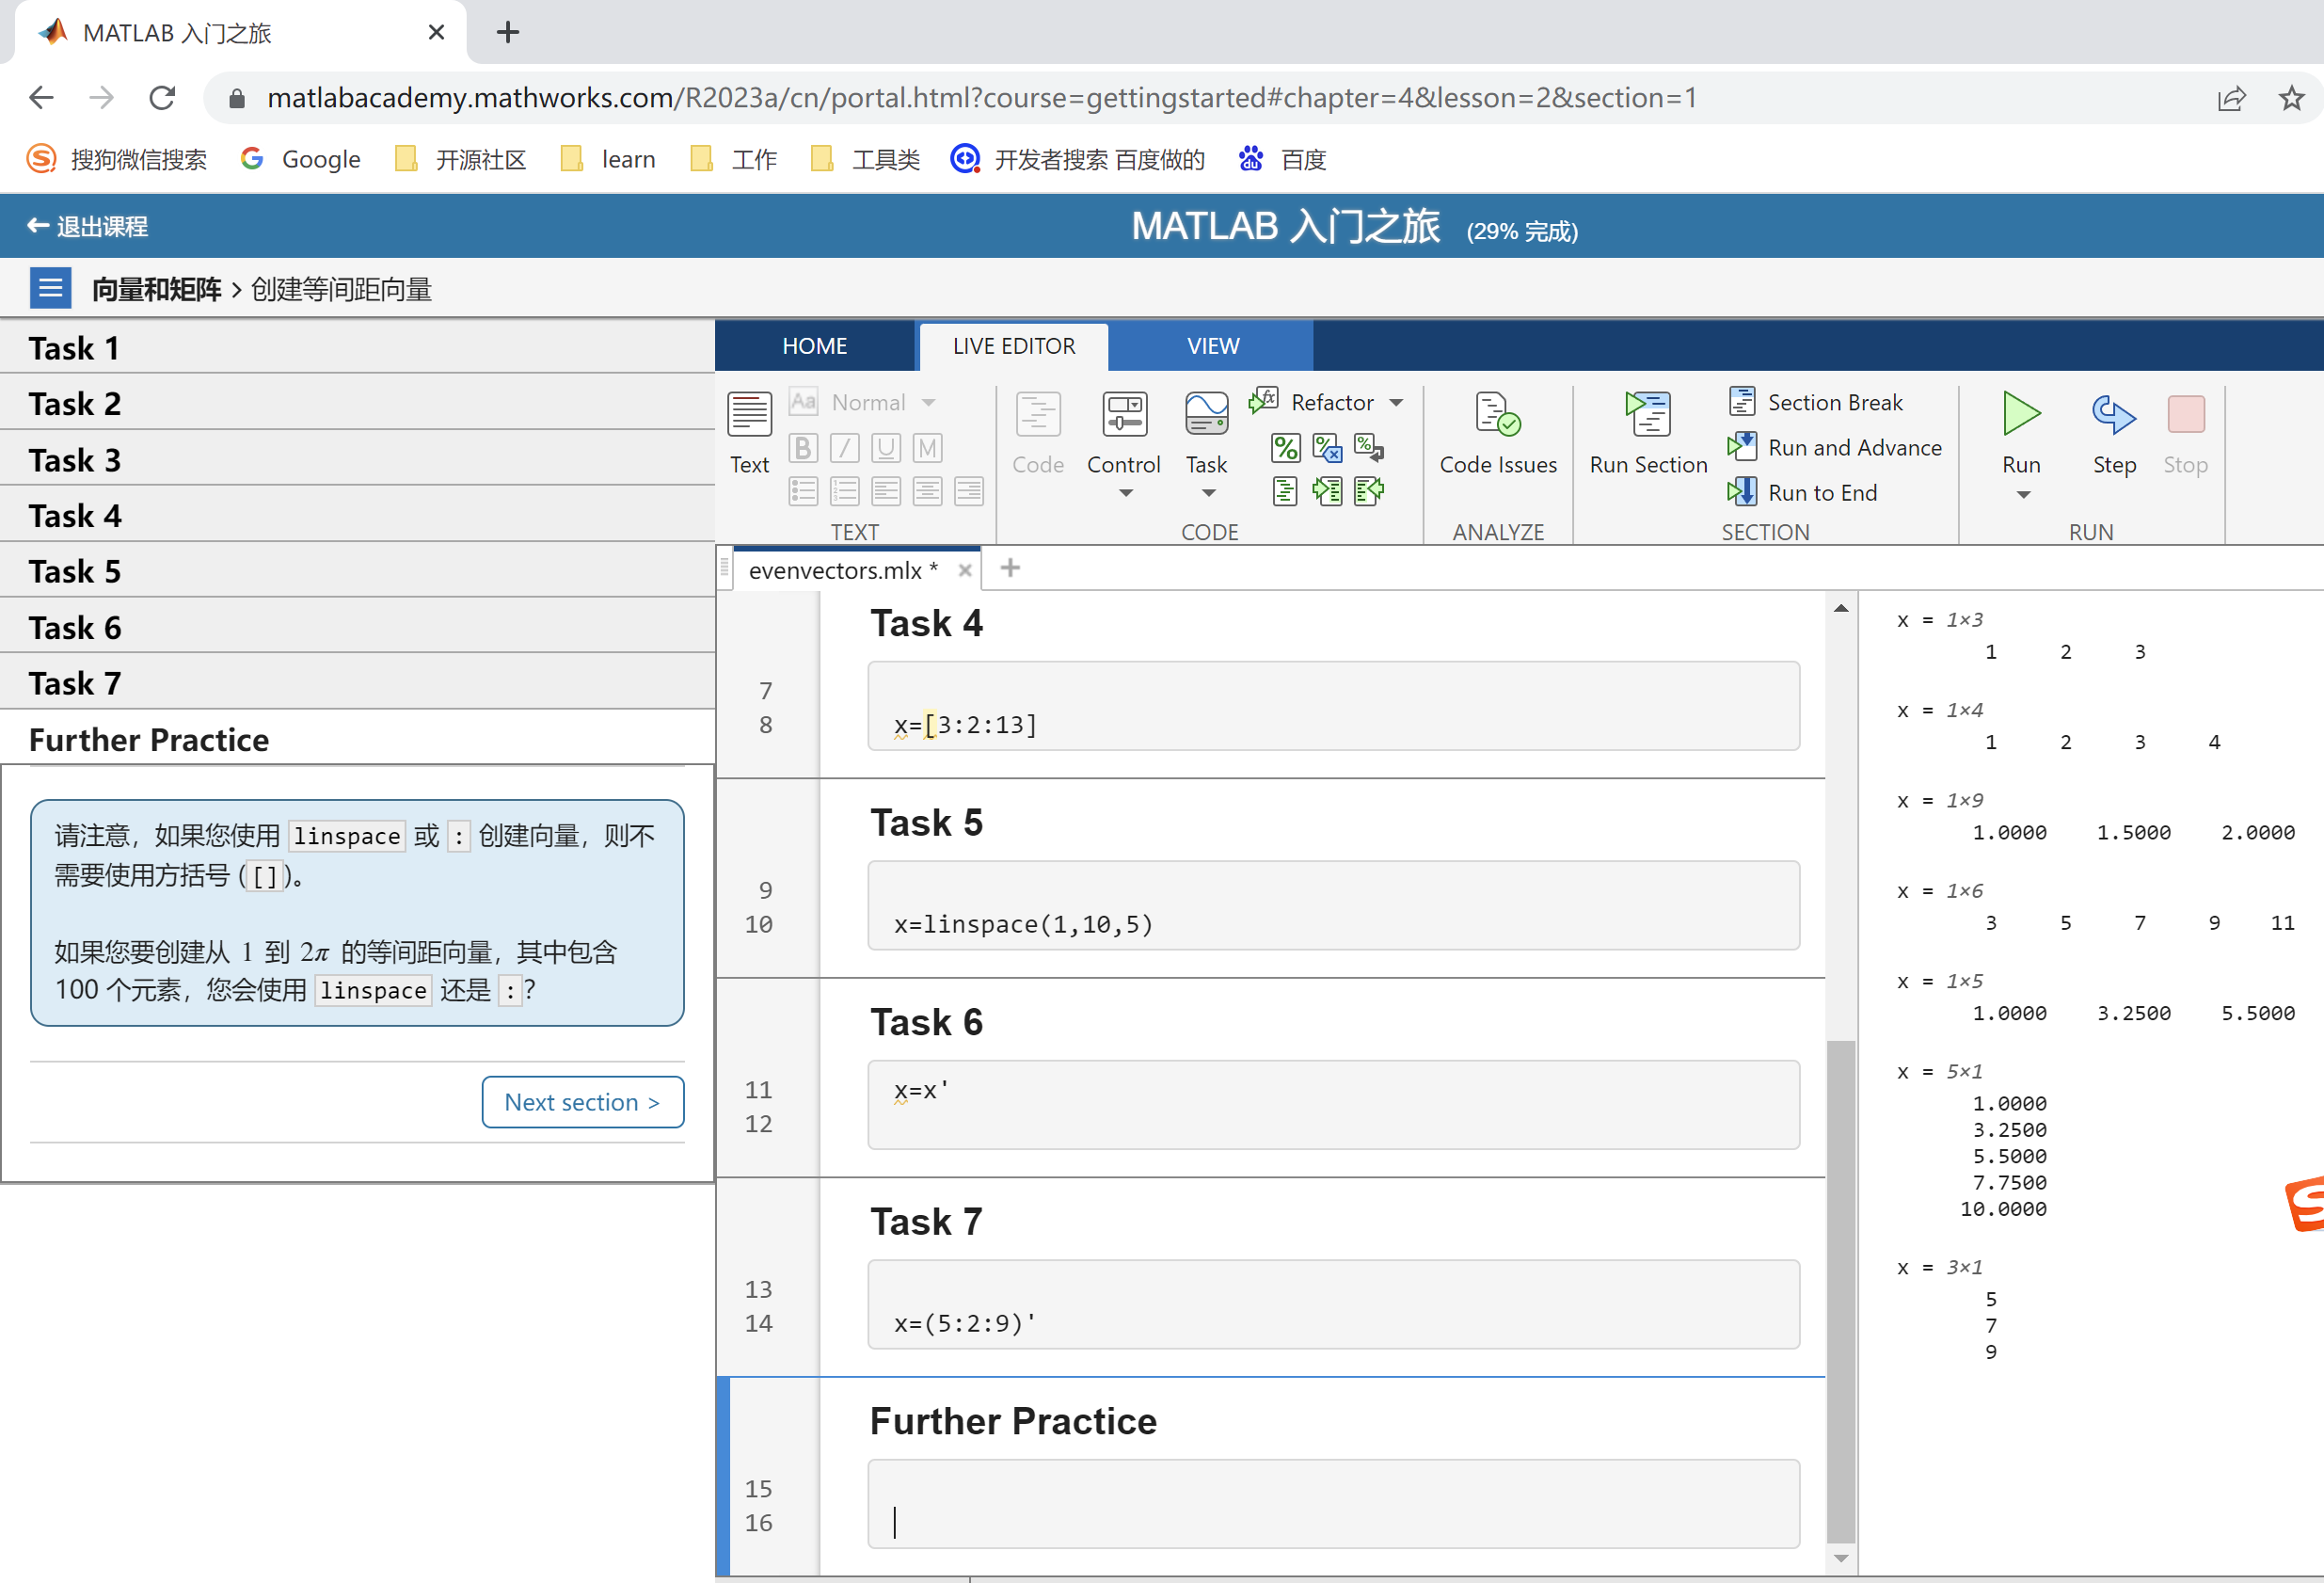 MATLAB 入门之旅
matlabacademy.mathworks.com/R2023a/cn/portal.html?course=gettingstarted#chapter=4&lesson=2&section=1
搜狗微信搜索 Google 开源社区 learn 工作 工具类 开发者搜索 百度做的 百度
退出课程
MATLAB 入门之旅 (29% 完成)
向量和矩阵 > 创建等间距向量
Task 1
Task 2
Task 3
Task 4
Task 5
Task 6
Task 7
Further Practice
请注意，如果您使用 linspace 或 : 创建向量，则不
需要使用方括号 ([])。
如果您要创建从 1 到 2π 的等间距向量，其中包含
100 个元素，您会使用 linspace 还是 :?
Next section >
HOME LIVE EDITOR VIEW
Text
Aa Normal
B I U M
TEXT
Code
Control
Task
Refactor
CODE
Code Issues
ANALYZE
Run Section
Section Break
Run and Advance
Run to End
SECTION
Run
Step
Stop
RUN
evenvectors.mlx *
Task 4
7
8 x=[3:2:13]
Task 5
9
10 x=linspace(1,10,5)
Task 6
11 x=x'
12
Task 7
13
14 x=(5:2:9)'
Further Practice
15
16
x = 1×3
1 2 3
x = 1×4
1 2 3 4
x = 1×9
1.0000 1.5000 2.0000
x = 1×6
3 5 7 9 11
x = 1×5
1.0000 3.2500 5.5000
x = 5×1
1.0000
3.2500
5.5000
7.7500
10.0000
x = 3×1
5
7
9